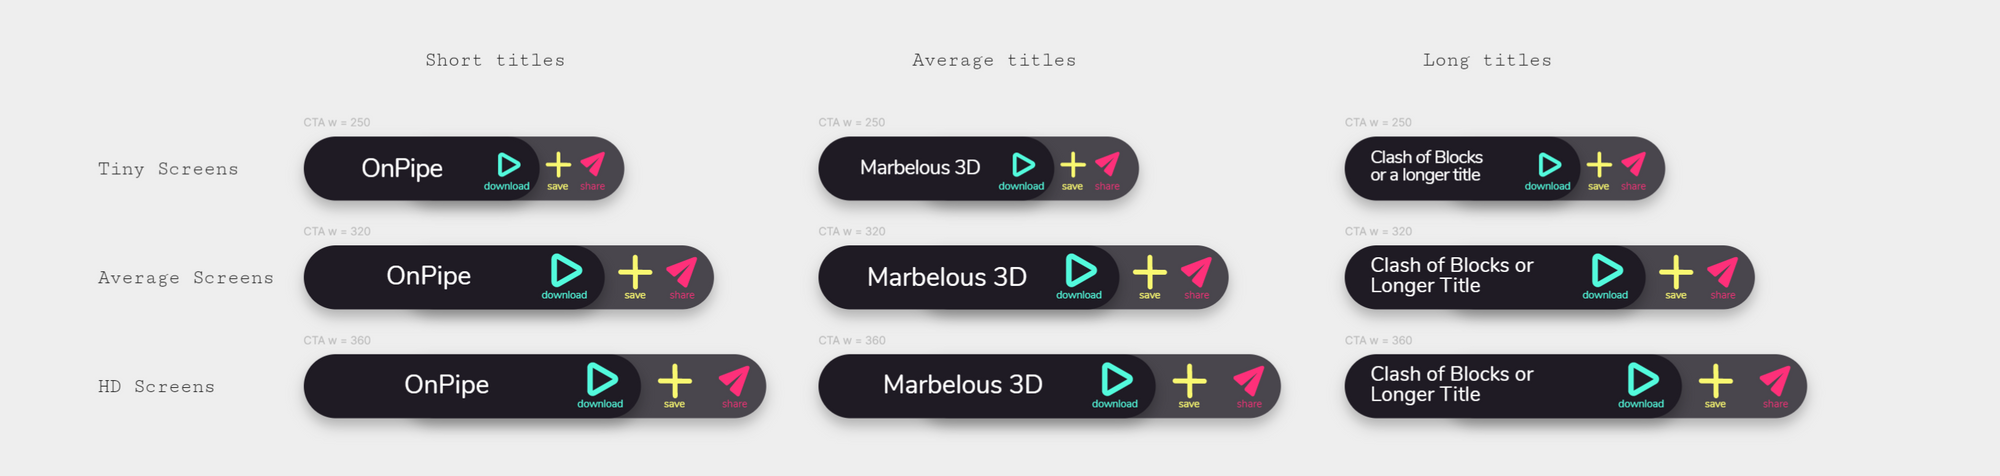 Short titles
Average titles
Long titles
Tiny Screens
CTA w = 250
OnPipe
download
save
share
CTA w = 250
Marbelous 3D
download
save
share
CTA w = 250
Clash of Blocks
or a longer title
download
save
share
Average Screens
CTA w = 320
OnPipe
download
save
share
CTA w = 320
Marbelous 3D
download
save
share
CTA w = 320
Clash of Blocks or
Longer Title
download
save
share
HD Screens
CTA w = 360
OnPipe
download
save
share
CTA w = 360
Marbelous 3D
download
save
share
CTA w = 360
Clash of Blocks or
Longer Title
download
save
share